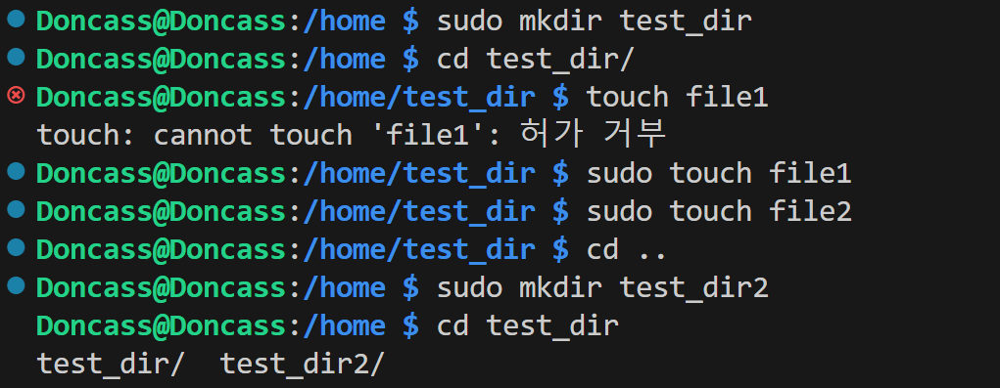 Doncass@Doncass:/home $ sudo mkdir test_dir
Doncass@Doncass:/home $ cd test_dir/
Doncass@Doncass:/home/test_dir $ touch file1
touch: cannot touch 'file1': 허가 거부
Doncass@Doncass:/home/test_dir $ sudo touch file1
Doncass@Doncass:/home/test_dir $ sudo touch file2
Doncass@Doncass:/home/test_dir $ cd ..
Doncass@Doncass:/home $ sudo mkdir test_dir2
Doncass@Doncass:/home $ cd test_dir
test_dir/  test_dir2/